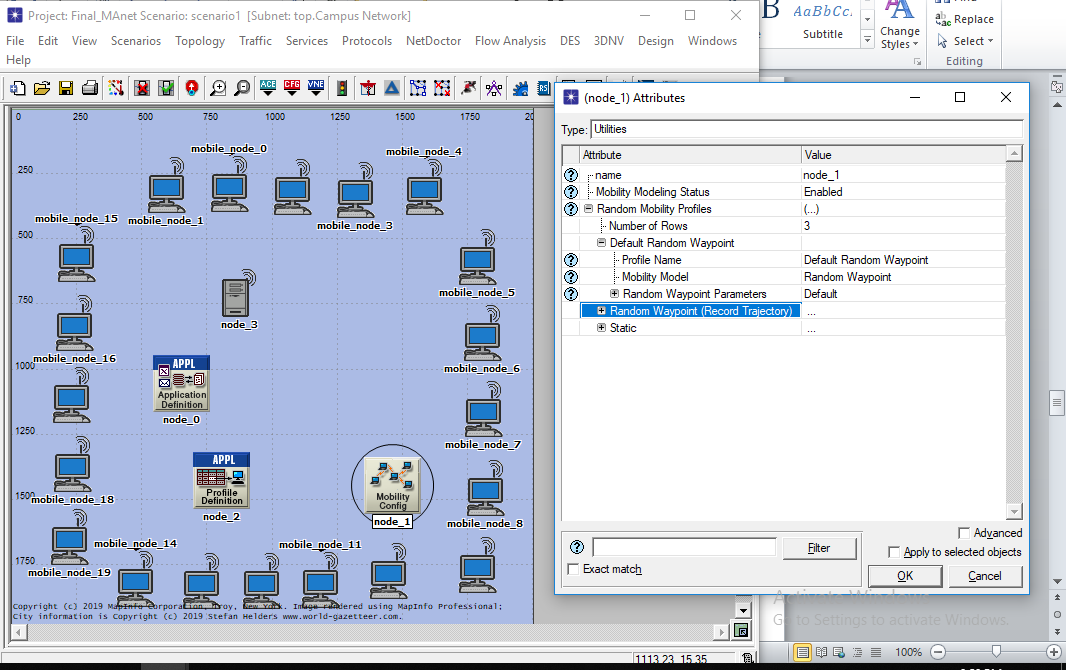 Project: Final_MAnet Scenario: scenario1 [Subnet: top.Campus Network]
File Edit View Scenarios Topology Traffic Services Protocols NetDoctor Flow Analysis DES 3DNV Design Windows
Help
B AaBbCc.
Subtitle
Change
Styles
Replace
Select
Editing
ACE CFG VNE
0 250 500 750 1000 1250 1500 1750
250
500
750
1000
1250
1500
1750
mobile_node_0
mobile_node_4
mobile_node_15
mobile_node_1
mobile_node_3
mobile_node_5
node_3
mobile_node_16
mobile_node_6
APPL
Application
Definition
node_0
mobile_node_7
APPL
Profile
Definition
node_2
Mobility
Config
node_1
mobile_node_18
mobile_node_8
mobile_node_14
mobile_node_11
mobile_node_19
Copyright (c) 2019 MapInfo Corporation, Troy, New York. Image rendered using MapInfo Professional;
City information is Copyright (c) 2019 Stefan Helders www.world-gazetteer.com.
1113.23, 15.35
(node_1) Attributes
Type: Utilities
Attribute Value
name node_1
Mobility Modeling Status Enabled
Random Mobility Profiles (...)
Number of Rows 3
Default Random Waypoint
Profile Name Default Random Waypoint
Mobility Model Random Waypoint
Random Waypoint Parameters Default
Random Waypoint (Record Trajectory) ...
Static ...
Advanced
Filter
Apply to selected objects
Exact match
OK Cancel
Activate Windows
Go to Settings to activate Windows.
100%